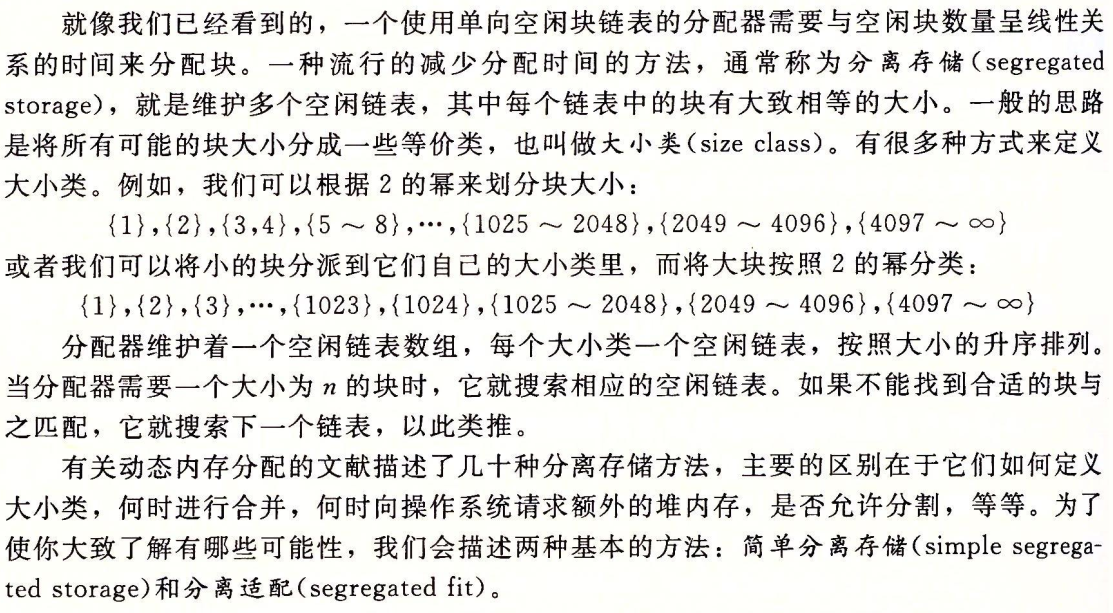 就像我们已经看到的，一个使用单向空闲块链表的分配器需要与空闲块数量呈线性关
系的时间来分配块。一种流行的减少分配时间的方法，通常称为分离存储(segregated
storage)，就是维护多个空闲链表，其中每个链表中的块有大致相等的大小。一般的思路
是将所有可能的块大小分成一些等价类，也叫做大小类(size class)。有很多种方式来定义
大小类。例如，我们可以根据 2 的幂来划分块大小：
{1},{2},{3,4},{5 ~ 8},⋯,{1025 ~ 2048},{2049 ~ 4096},{4097 ~ ∞}
或者我们可以将小的块分派到它们自己的大小类里，而将大块按照 2 的幂分类：
{1},{2},{3},⋯,{1023},{1024},{1025 ~ 2048},{2049 ~ 4096},{4097 ~ ∞}
分配器维护着一个空闲链表数组，每个大小类一个空闲链表，按照大小的升序排列。
当分配器需要一个大小为 n 的块时，它就搜索相应的空闲链表。如果不能找到合适的块与
之匹配，它就搜索下一个链表，以此类推。
有关动态内存分配的文献描述了几十种分离存储方法，主要的区别在于它们如何定义
大小类，何时进行合并，何时向操作系统请求额外的堆内存，是否允许分割，等等。为了
使你大致了解有哪些可能性，我们会描述两种基本的方法：简单分离存储(simple segrega-
ted storage)和分离适配(segregated fit)。